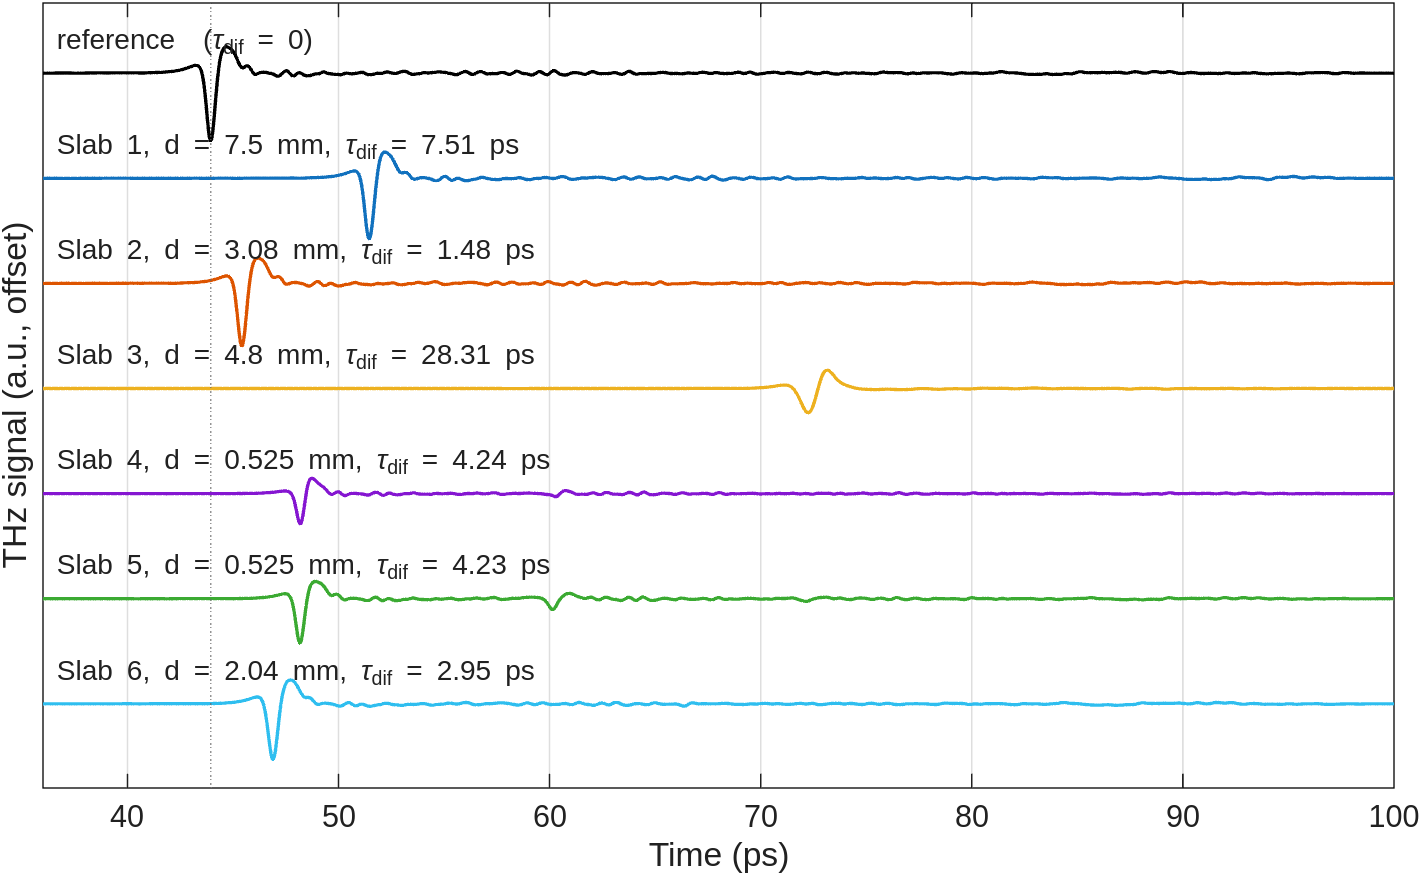 reference (τdif = 0)
Slab 1, d = 7.5 mm, τdif = 7.51 ps
Slab 2, d = 3.08 mm, τdif = 1.48 ps
Slab 3, d = 4.8 mm, τdif = 28.31 ps
Slab 4, d = 0.525 mm, τdif = 4.24 ps
Slab 5, d = 0.525 mm, τdif = 4.23 ps
Slab 6, d = 2.04 mm, τdif = 2.95 ps
THz signal (a.u., offset)
40 50 60 70 80 90 100
Time (ps)